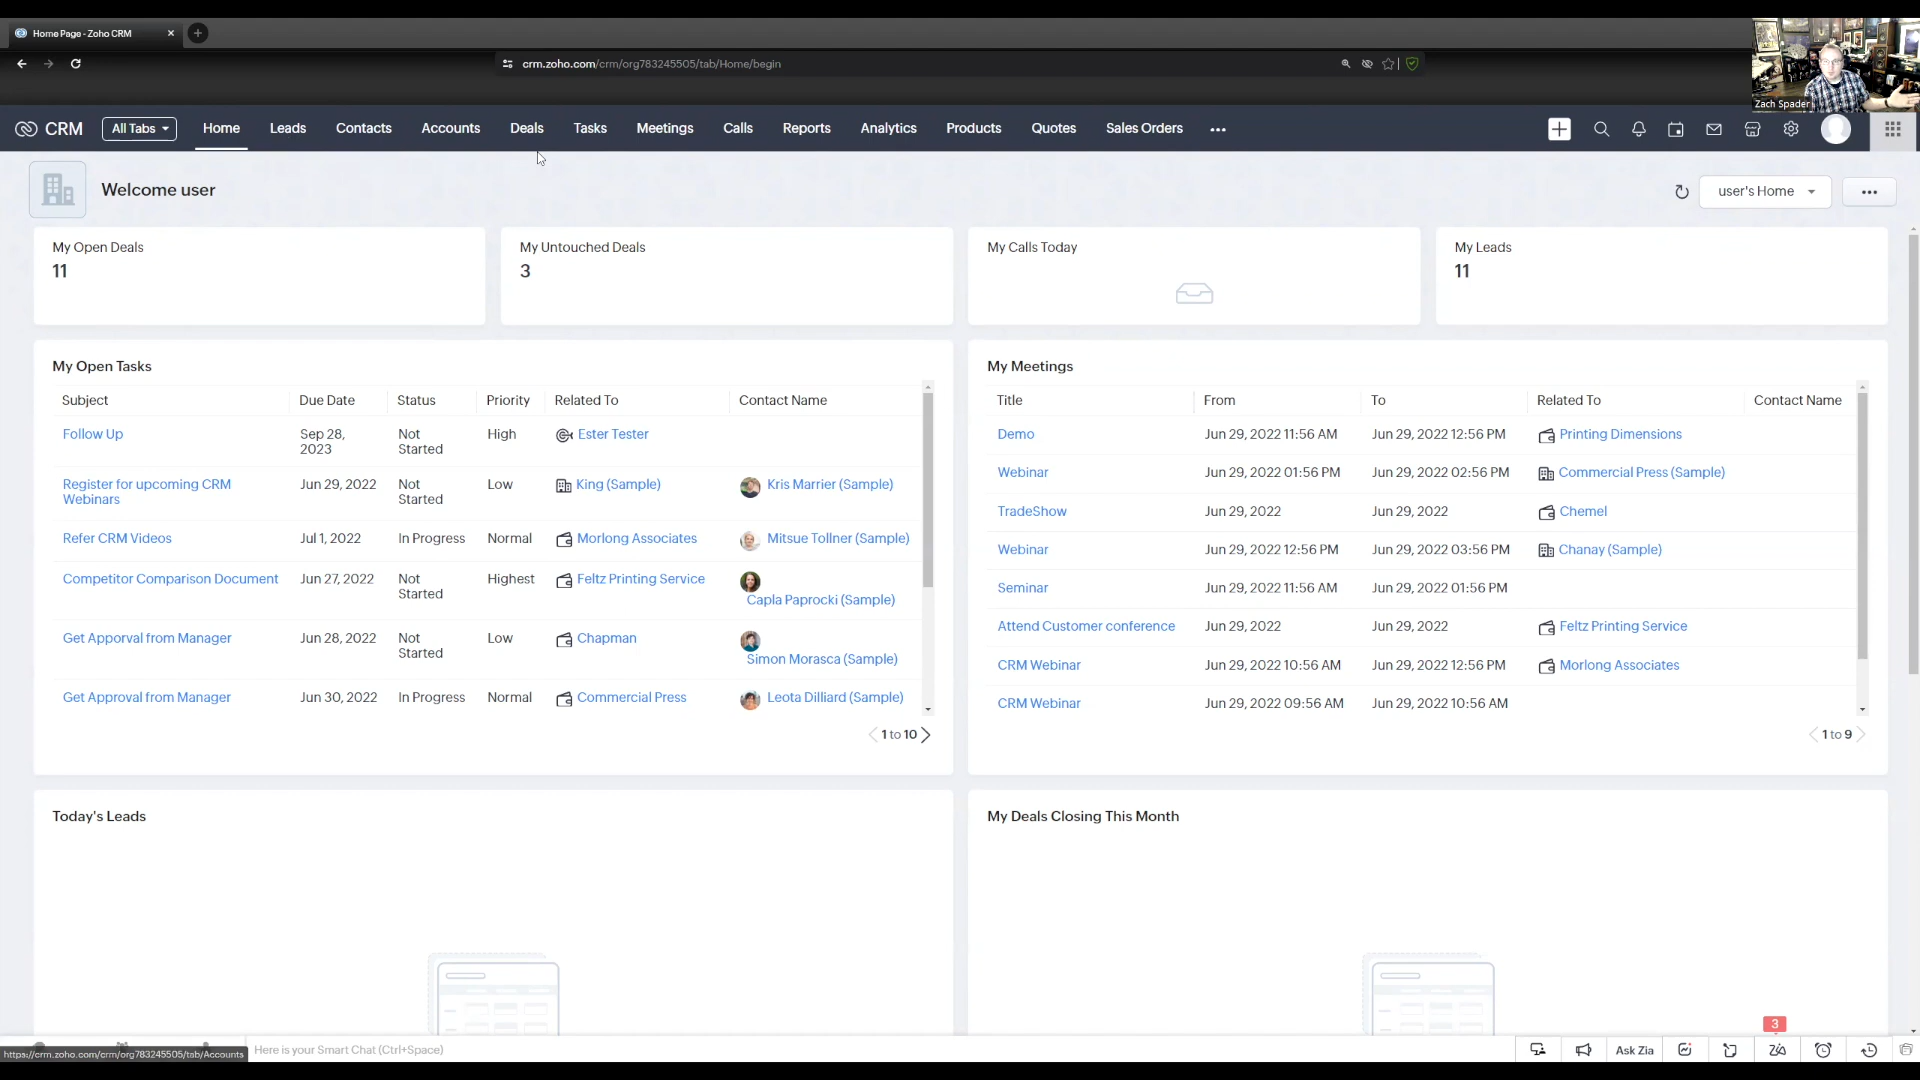 Home Page - Zoho CRM
crm.zoho.com/crm/org783245505/tab/Home/begin
Zach Spader
CRM
All Tabs
Home
Leads
Contacts
Accounts
Deals
Tasks
Meetings
Calls
Reports
Analytics
Products
Quotes
Sales Orders
Welcome user
user's Home
My Open Deals
11
My Untouched Deals
3
My Calls Today
My Leads
11
My Open Tasks
Subject Due Date Status Priority Related To Contact Name
Follow Up Sep 28, 2023 Not Started High Ester Tester
Register for upcoming CRM Webinars Jun 29, 2022 Not Started Low King (Sample) Kris Marrier (Sample)
Refer CRM Videos Jul 1, 2022 In Progress Normal Morlong Associates Mitsue Tollner (Sample)
Competitor Comparison Document Jun 27, 2022 Not Started Highest Feltz Printing Service Capla Paprocki (Sample)
Get Apporval from Manager Jun 28, 2022 Not Started Low Chapman Simon Morasca (Sample)
Get Approval from Manager Jun 30, 2022 In Progress Normal Commercial Press Leota Dilliard (Sample)
1 to 10
My Meetings
Title From To Related To Contact Name
Demo Jun 29, 2022 11:56 AM Jun 29, 2022 12:56 PM Printing Dimensions
Webinar Jun 29, 2022 01:56 PM Jun 29, 2022 02:56 PM Commercial Press (Sample)
TradeShow Jun 29, 2022 Jun 29, 2022 Chemel
Webinar Jun 29, 2022 12:56 PM Jun 29, 2022 03:56 PM Chanay (Sample)
Seminar Jun 29, 2022 11:56 AM Jun 29, 2022 01:56 PM
Attend Customer conference Jun 29, 2022 Jun 29, 2022 Feltz Printing Service
CRM Webinar Jun 29, 2022 10:56 AM Jun 29, 2022 12:56 PM Morlong Associates
CRM Webinar Jun 29, 2022 09:56 AM Jun 29, 2022 10:56 AM
1 to 9
Today's Leads
My Deals Closing This Month
3
https://crm.zoho.com/crm/org783245505/tab/Accounts
Here is your Smart Chat (Ctrl+Space)
Ask Zia